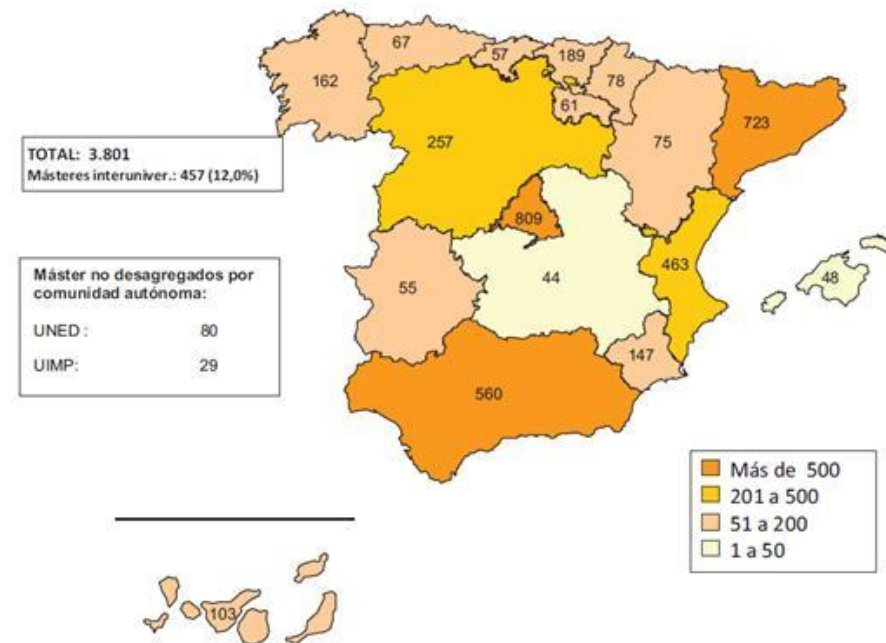 67
57
189
162
78
61
723
257
75
TOTAL: 3.801
Másteres interuniver.: 457 (12,0%)
809
463
Máster no desagregados por
comunidad autónoma:
55
44
48
UNED : 80
UIMP: 29
147
560
Más de 500
201 a 500
51 a 200
1 a 50
103